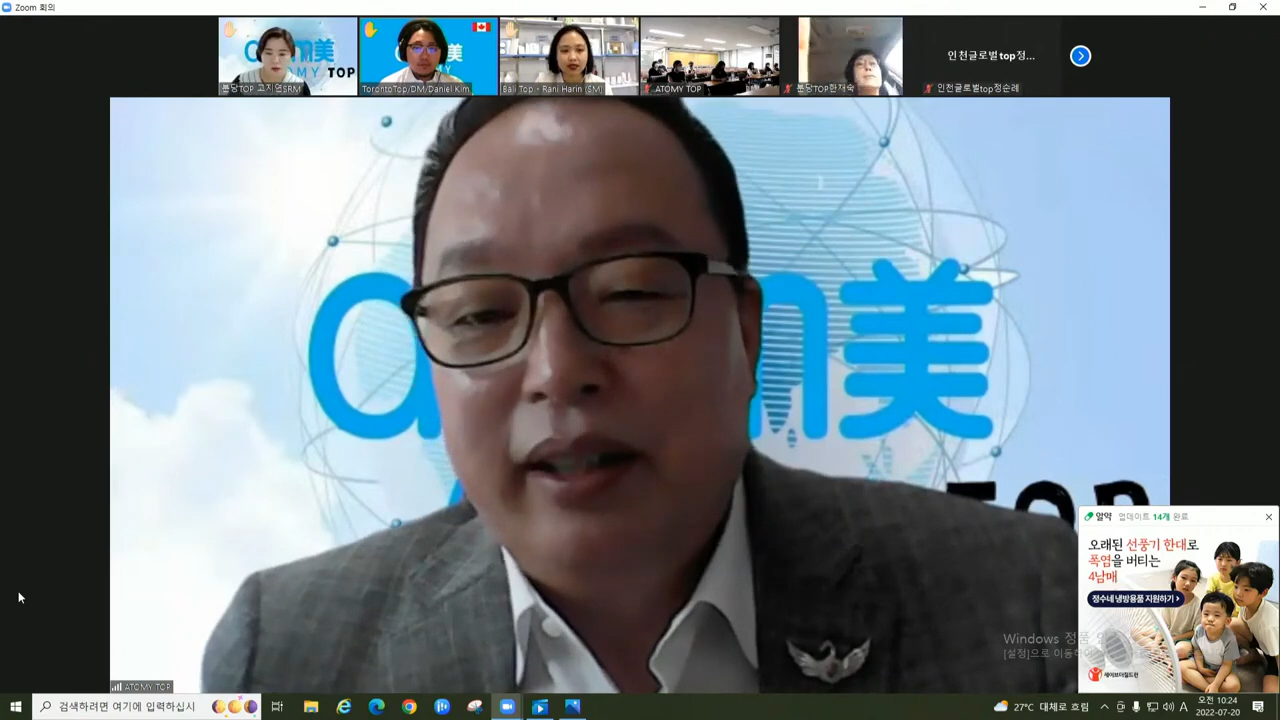 Zoom 회의
TOP
분당TOP 고지연SRM
TorontoTop/DM/Daniel Kim
Bali Top - Rani Harin (SM)
ATOMY TOP
분당TOP한재숙
인천글로벌top정...
인천글로벌top정순례
美
TOP
ATOMY TOP
알약 업데이트 14개 완료
오래된 선풍기 한대로
폭염을 버티는
4남매
정수네 냉방용품 지원하기
세이브더칠드런
Windows 정품
[설정]으로 이동하
검색하려면 여기에 입력하십시
27°C 대체로 흐림
A
오전 10:24
2022-07-20